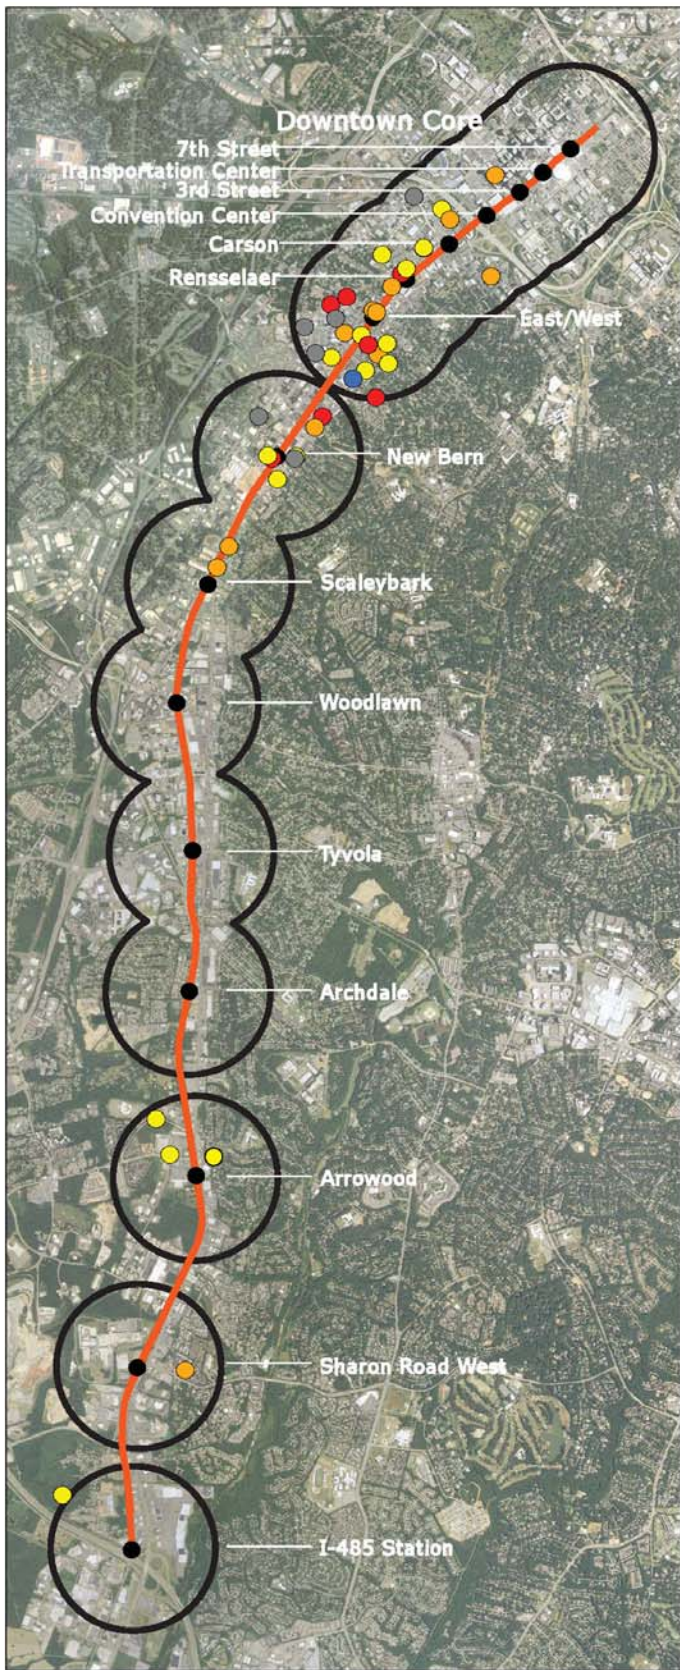 Downtown Core
7th Street
Transportation Center
3rd Street
Convention Center
Carson
Rensselaer
East/West
New Bern
Scaleybark
Woodlawn
Tyvola
Archdale
Arrowood
Sharon Road West
I-485 Station